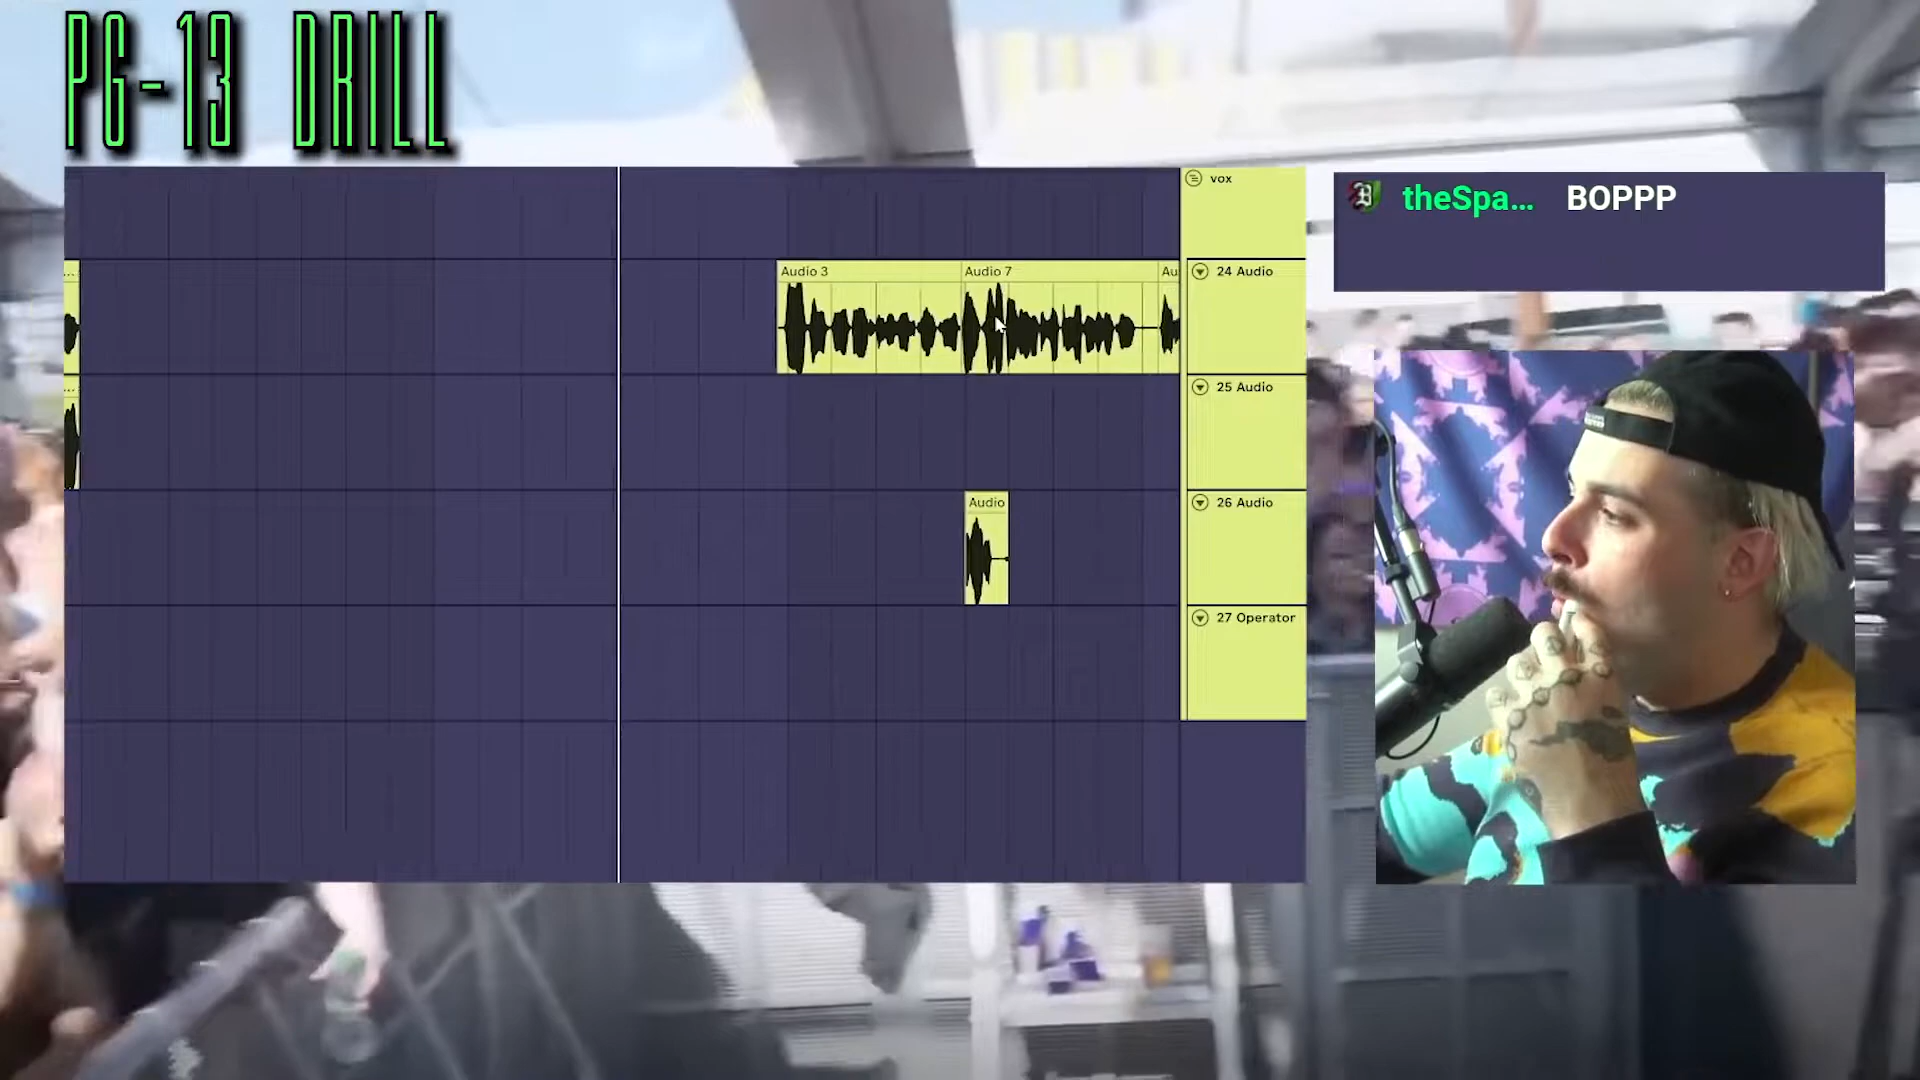 PG-13 DRILL
vox
theSpa... BOPPP
Audio 3 Audio 7 Au 24 Audio
25 Audio
Audio 26 Audio
27 Operator